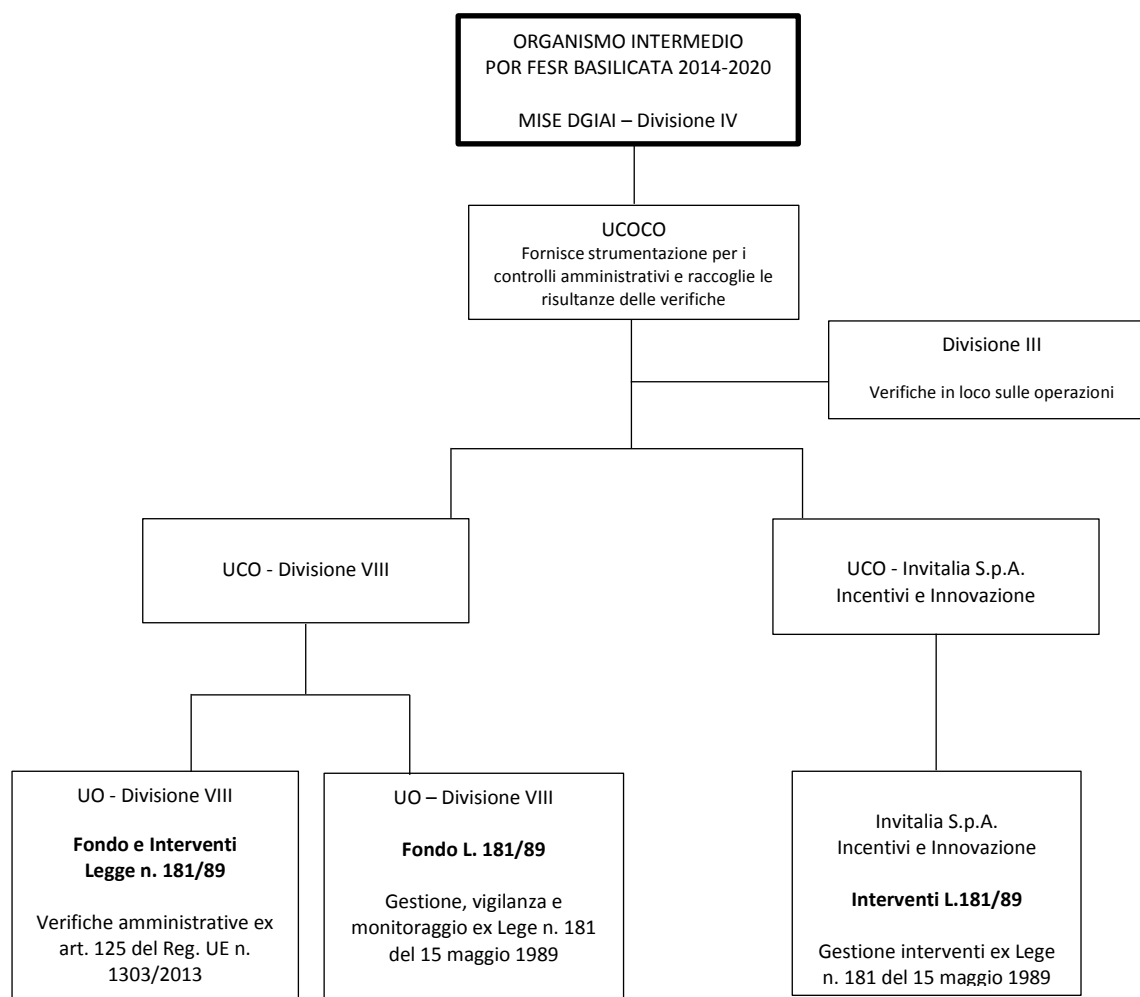 ORGANISMO INTERMEDIO
POR FESR BASILICATA 2014-2020
MISE DGIAI – Divisione IV
UCOCO
Fornisce strumentazione per i
controlli amministrativi e raccoglie le
risultanze delle verifiche
Divisione III
Verifiche in loco sulle operazioni
UCO - Divisione VIII
UCO - Invitalia S.p.A.
Incentivi e Innovazione
UO - Divisione VIII
Fondo e Interventi
Legge n. 181/89
Verifiche amministrative ex
art. 125 del Reg. UE n.
1303/2013
UO – Divisione VIII
Fondo L. 181/89
Gestione, vigilanza e
monitoraggio ex Lege n. 181
del 15 maggio 1989
Invitalia S.p.A.
Incentivi e Innovazione
Interventi L.181/89
Gestione interventi ex Lege
n. 181 del 15 maggio 1989